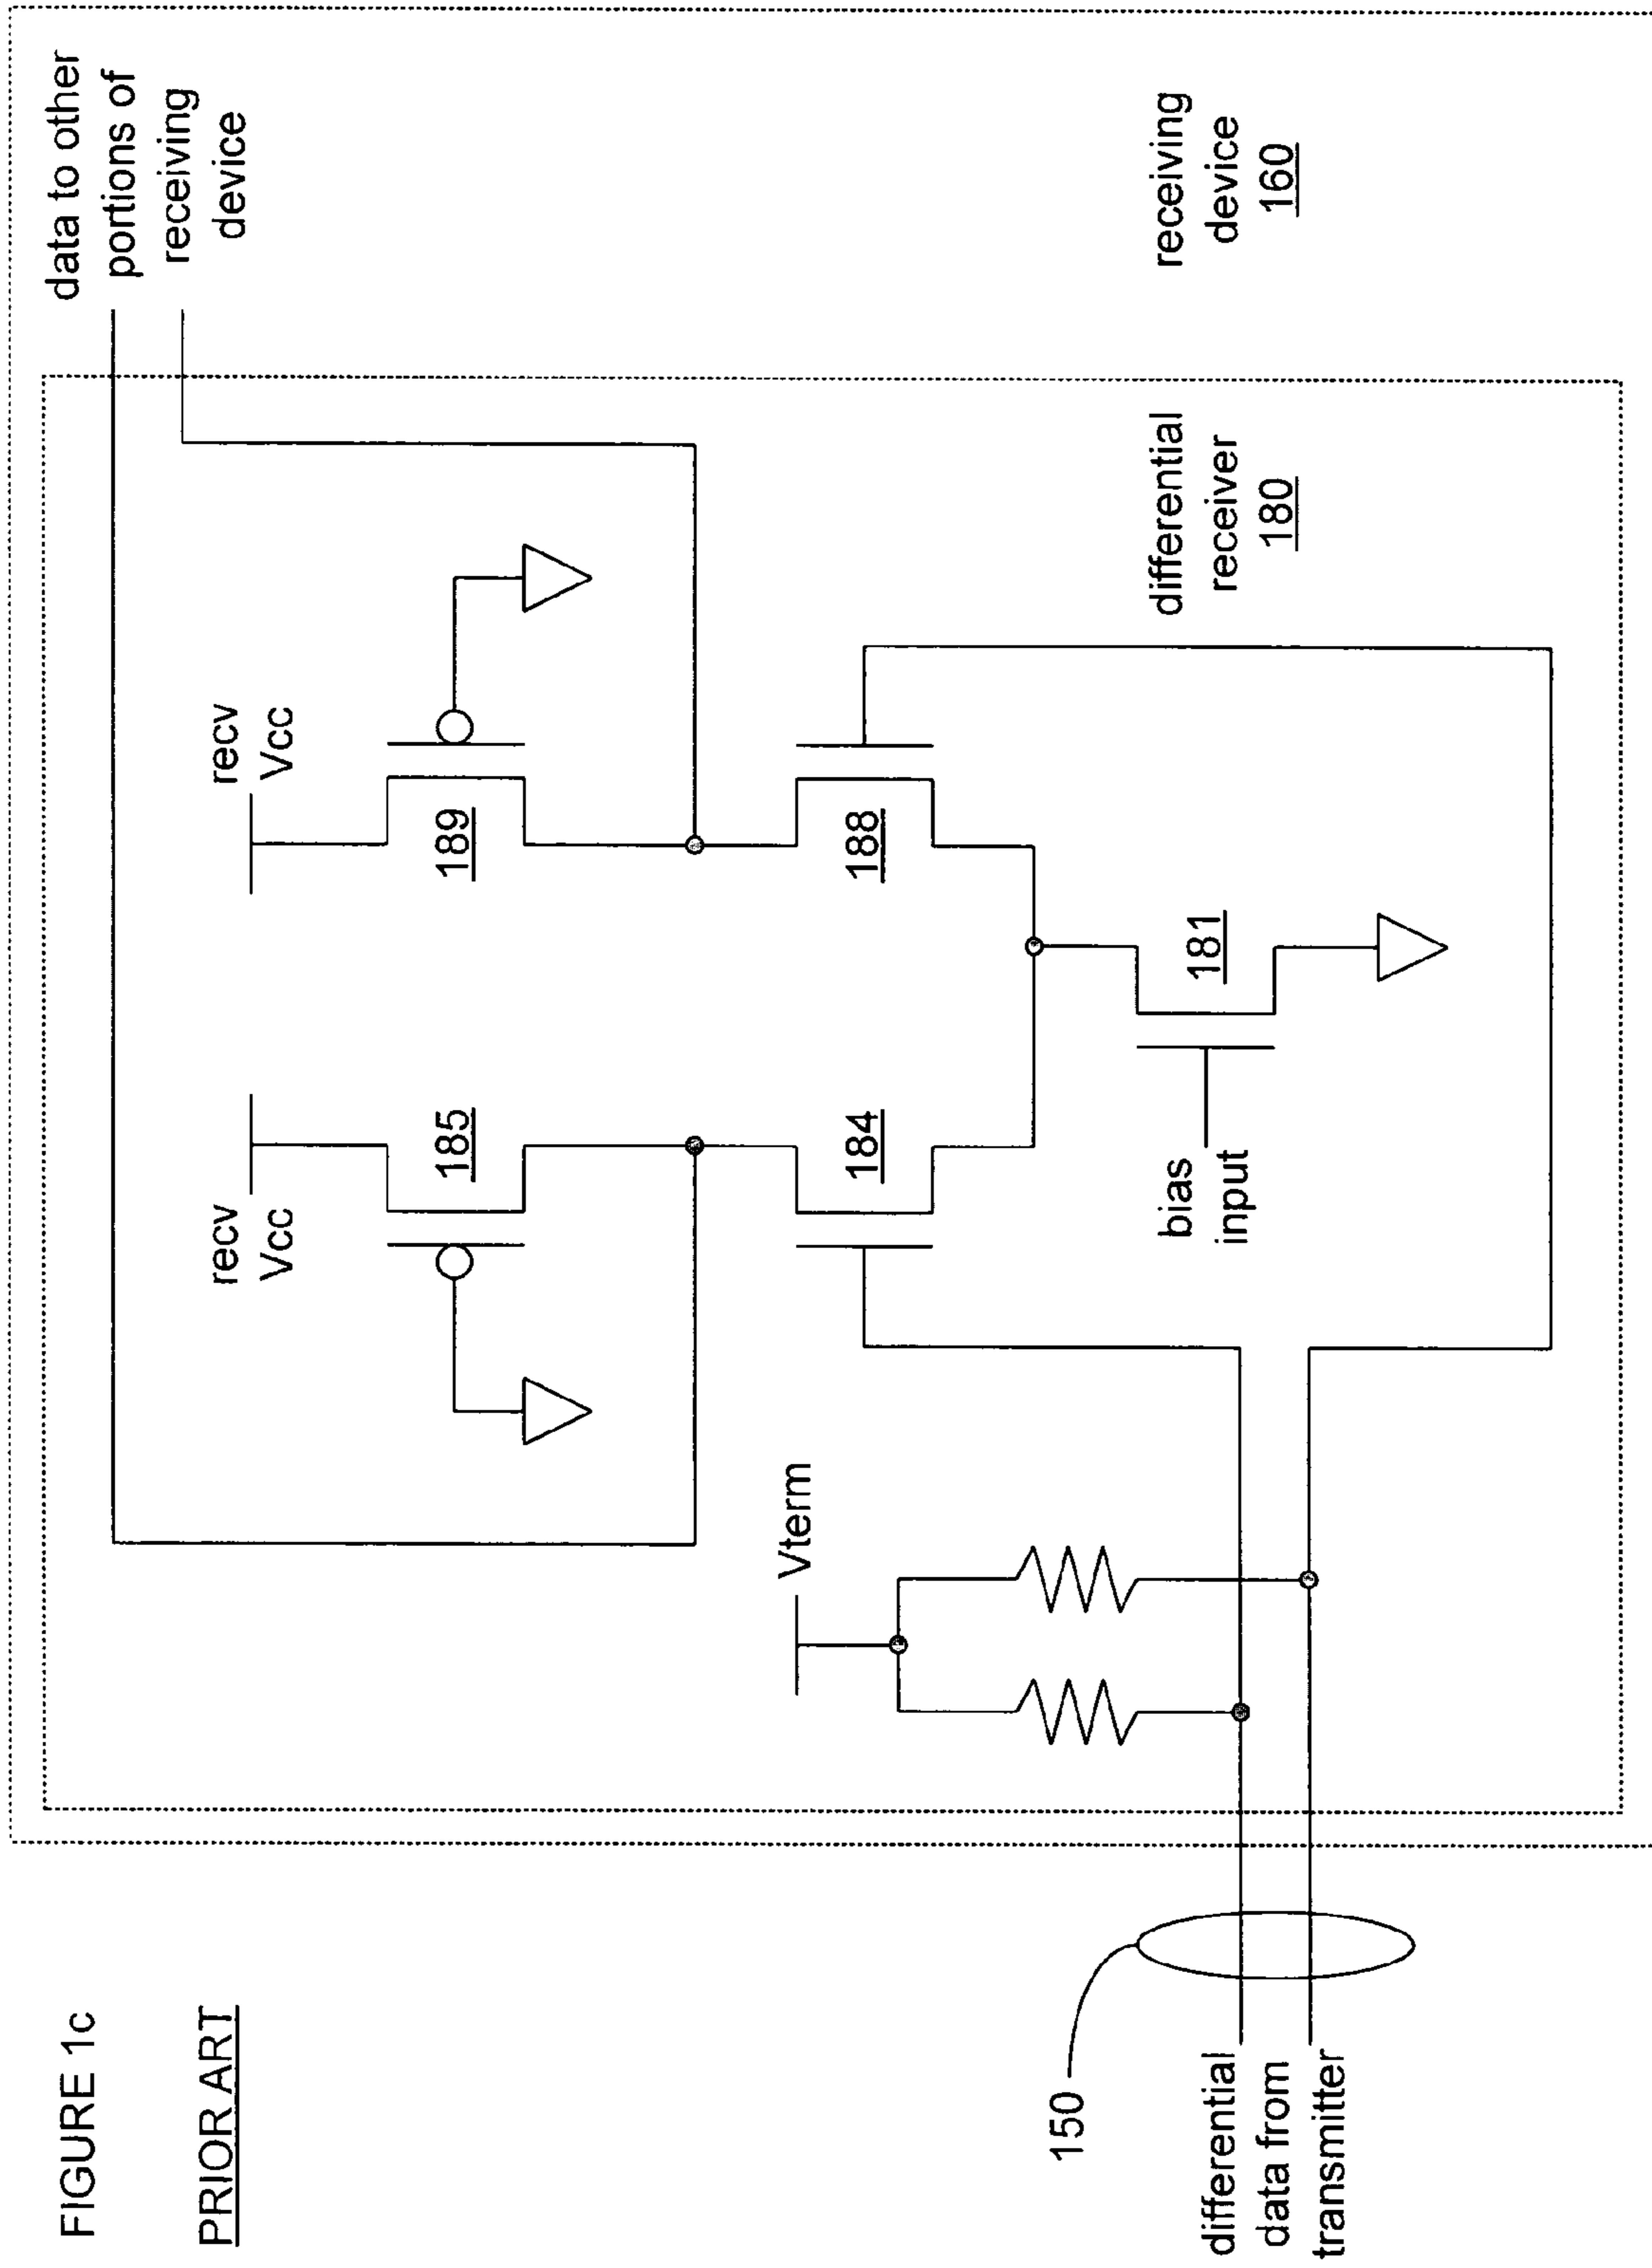 FIGURE 1c
PRIOR ART
data to other
portions of
receiving
device
recv
Vcc
recv
Vcc
185
189
Vterm
184
188
bias
input
181
150
differential
data from
transmitter
differential
receiver
180
receiving
device
160